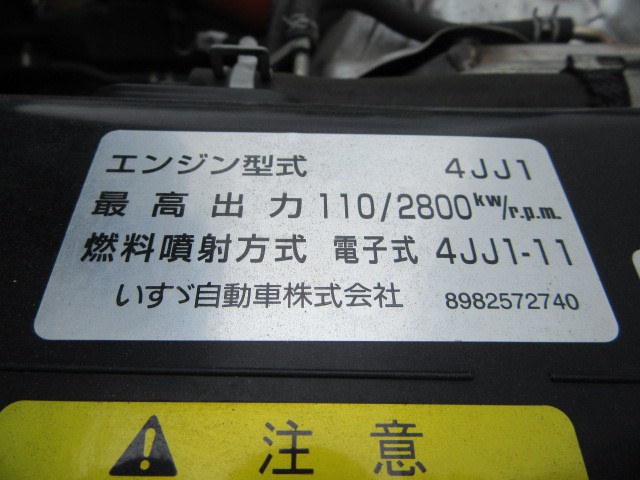 エンジン型式 4JJ1
最高出力 110/2800kw/r.p.m.
燃料噴射方式 電子式 4JJ1-11
いすゞ自動車株式会社 8982572740
注意